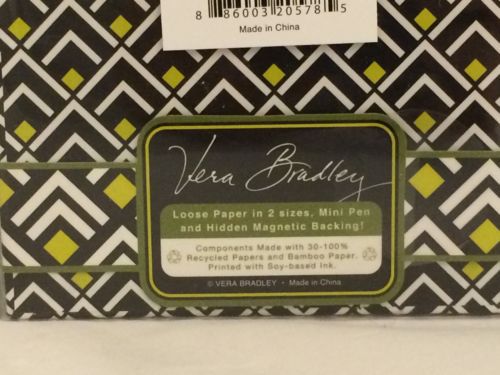 8 86003 20578 5
Made in China
Vera Bradley
Loose Paper in 2 sizes, Mini Pen
and Hidden Magnetic Backing!
Components Made with 30-100%
Recycled Papers and Bamboo Paper.
Printed with Soy-based Ink.
© VERA BRADLEY • Made in China